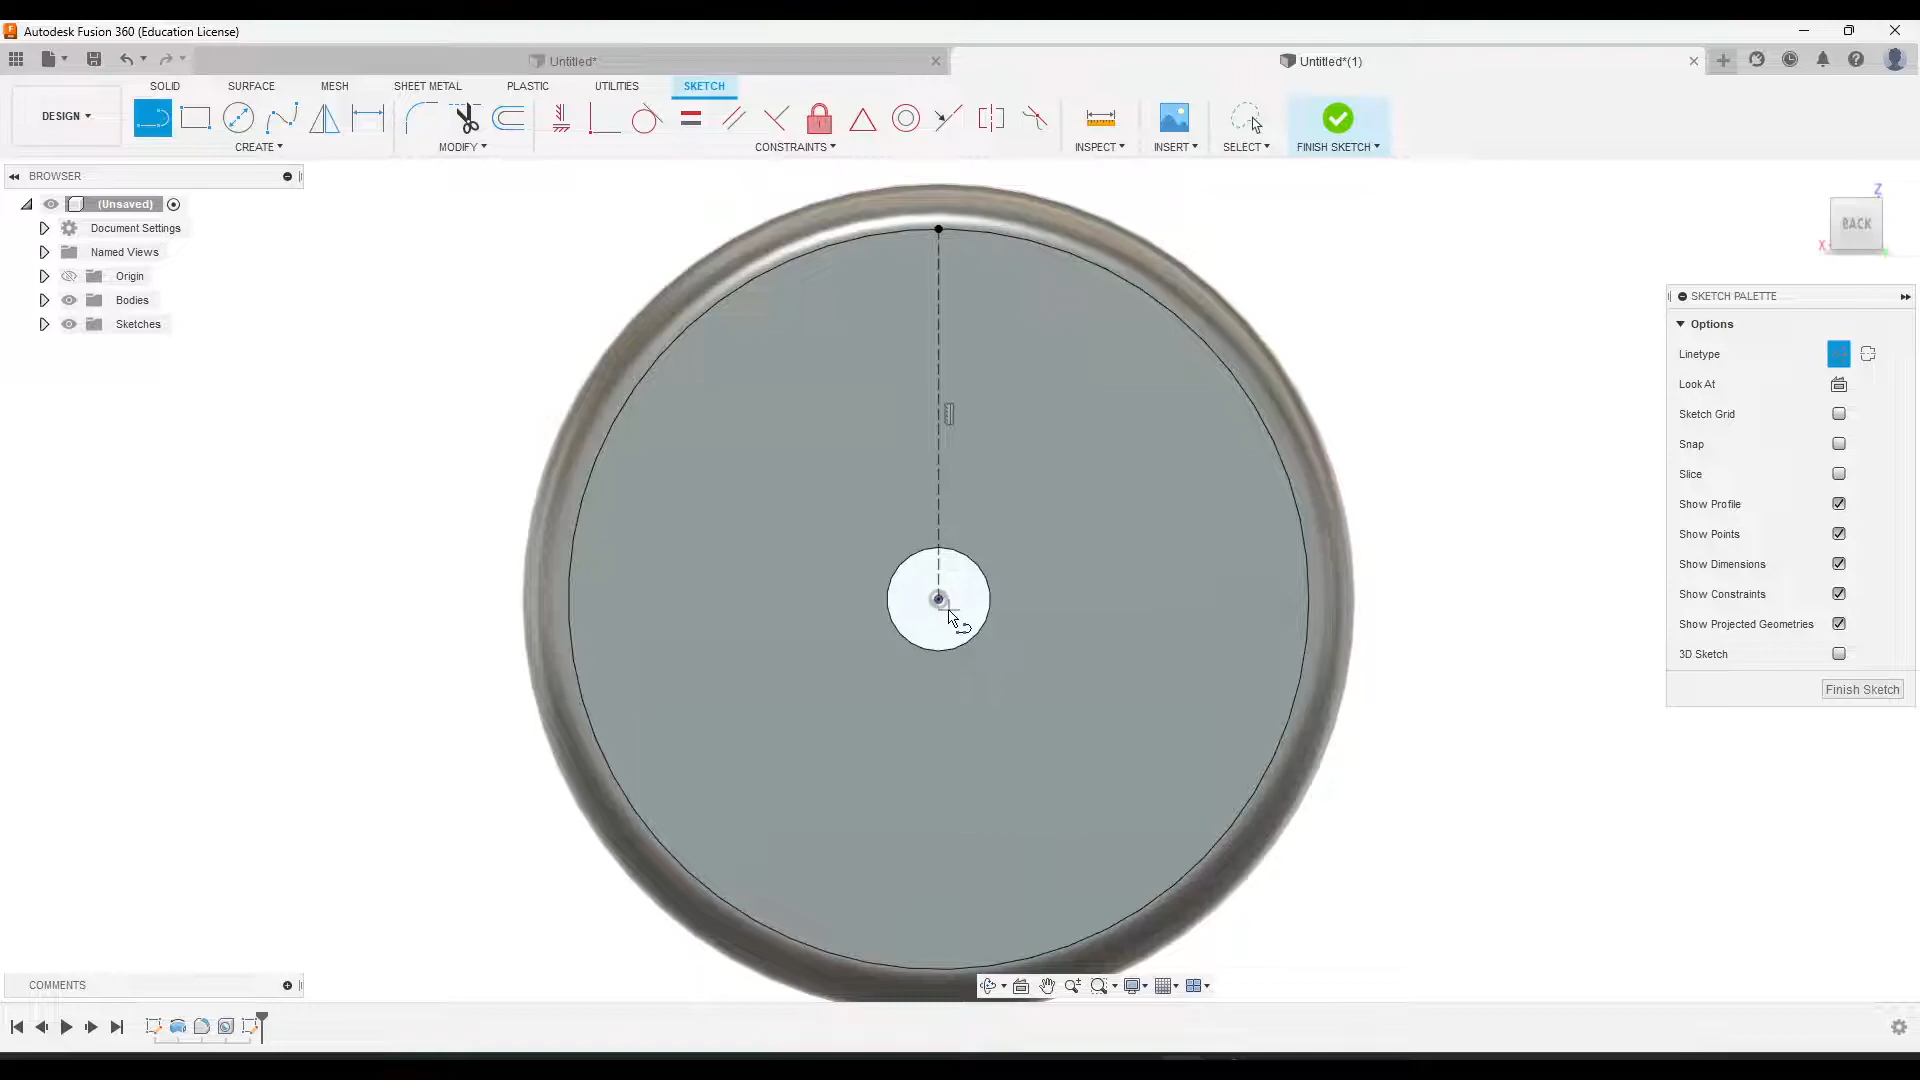 Autodesk Fusion 360 (Education License)
Untitled*
Untitled*(1)
SOLID
SURFACE
MESH
SHEET METAL
PLASTIC
UTILITIES
SKETCH
DESIGN
CREATE
MODIFY
CONSTRAINTS
INSPECT
INSERT
SELECT
FINISH SKETCH
BROWSER
(Unsaved)
Document Settings
Named Views
Origin
Bodies
Sketches
Z
BACK
X
SKETCH PALETTE
Options
Linetype
Look At
Sketch Grid
Snap
Slice
Show Profile
Show Points
Show Dimensions
Show Constraints
Show Projected Geometries
3D Sketch
Finish Sketch
COMMENTS